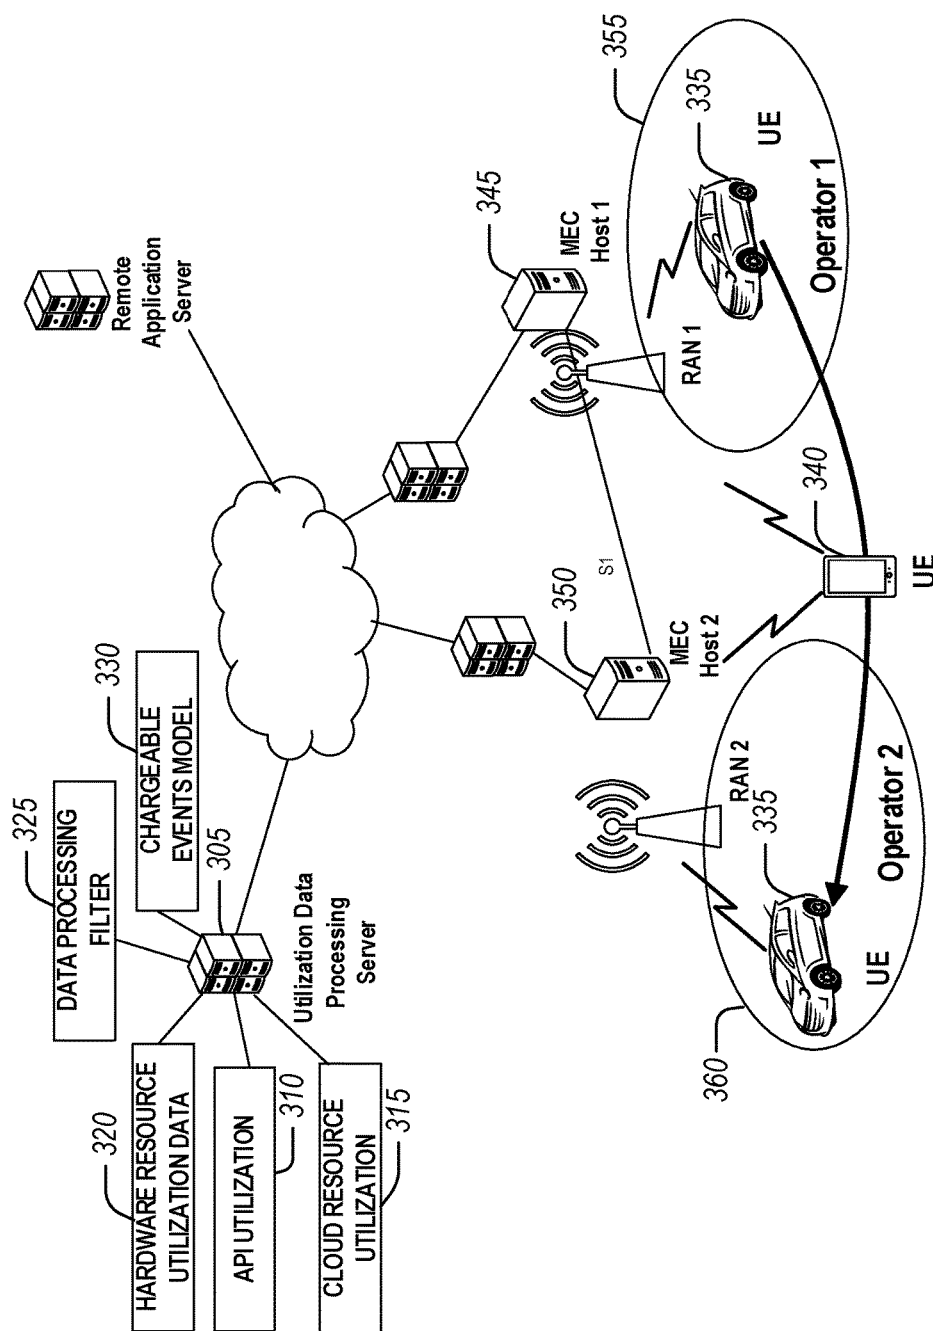 320
HARDWARE RESOURCE
UTILIZATION DATA
API UTILIZATION
310
CLOUD RESOURCE
UTILIZATION
315
325
DATA PROCESSING
FILTER
330
CHARGEABLE
EVENTS MODEL
305
Utilization Data
Processing
Server
Remote
Application
Server
345
MEC
Host 1
350
MEC
Host 2
S1
RAN 1
355
335
UE
Operator 1
340
UE
RAN 2
335
Operator 2
UE
360